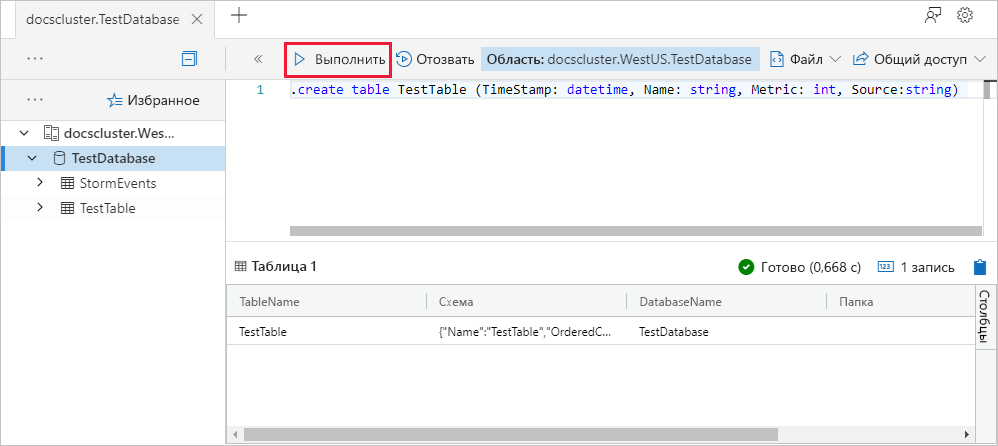 docscluster.TestDatabase
Выполнить Отозвать Область: docscluster.WestUS.TestDatabase Файл Общий доступ
Избранное
1 .create table TestTable (TimeStamp: datetime, Name: string, Metric: int, Source:string)
docscluster.Wes...
TestDatabase
StormEvents
TestTable
Таблица 1 Готово (0,668 с) 123 1 запись
TableName Схема DatabaseName Папка
TestTable {"Name":"TestTable","OrderedC... TestDatabase
Столбцы